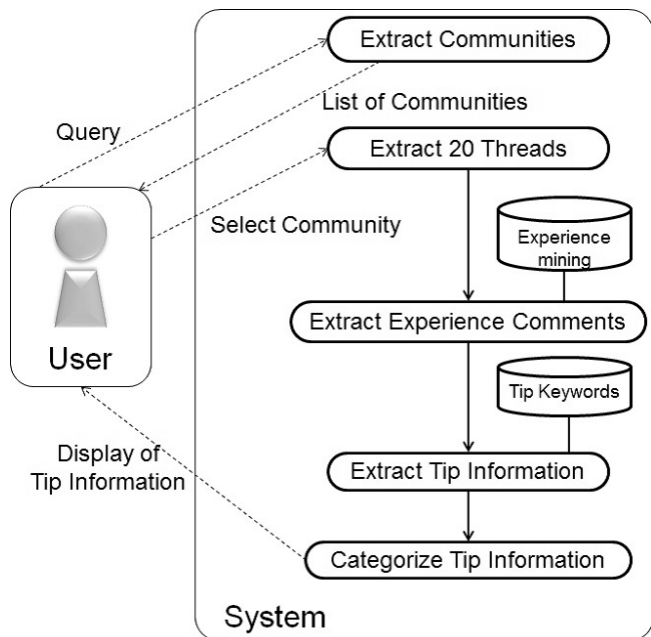 Extract Communities
List of Communities
Query
Extract 20 Threads
Select Community
Experience
mining
Extract Experience Comments
User
Tip Keywords
Display of
Tip Information
Extract Tip Information
Categorize Tip Information
System